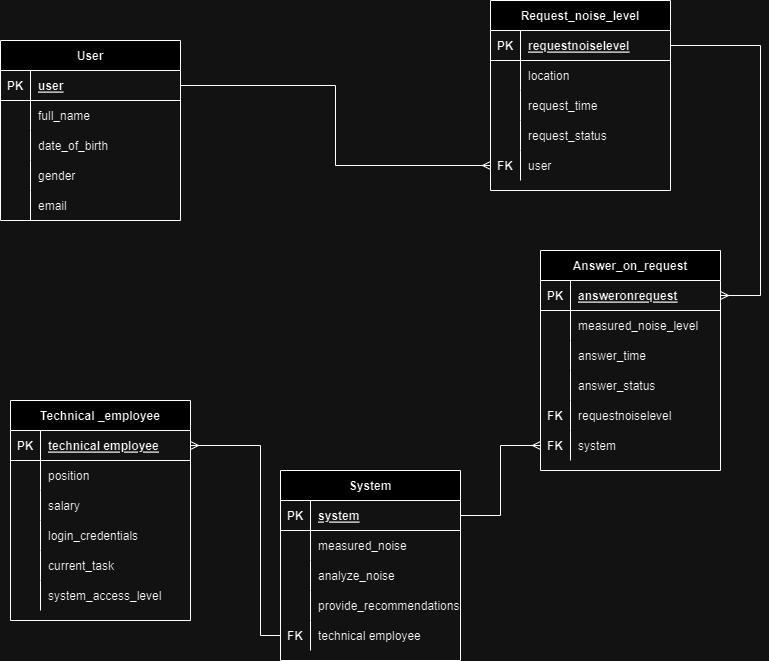 User
PK user
full_name
date_of_birth
gender
email
Request_noise_level
PK requestnoiselevel
location
request_time
request_status
FK user
Answer_on_request
PK answeronrequest
measured_noise_level
answer_time
answer_status
FK requestnoiselevel
FK system
Technical _employee
PK technical employee
position
salary
login_credentials
current_task
system_access_level
System
PK system
measured_noise
analyze_noise
provide_recommendations
FK technical employee